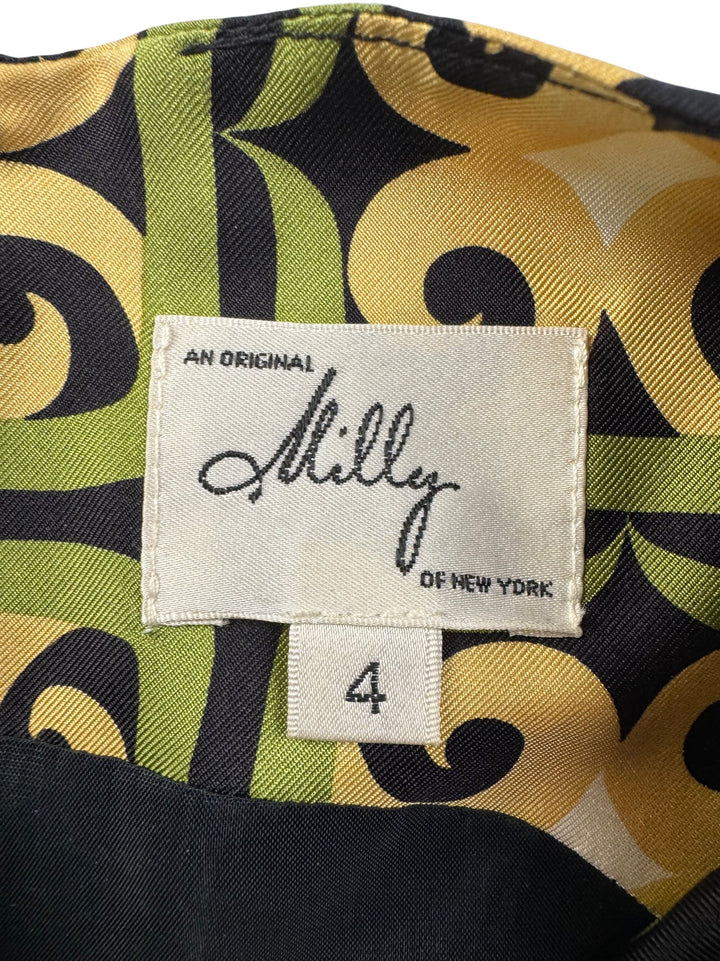 AN ORIGINAL
Milly
OF NEW YORK
4